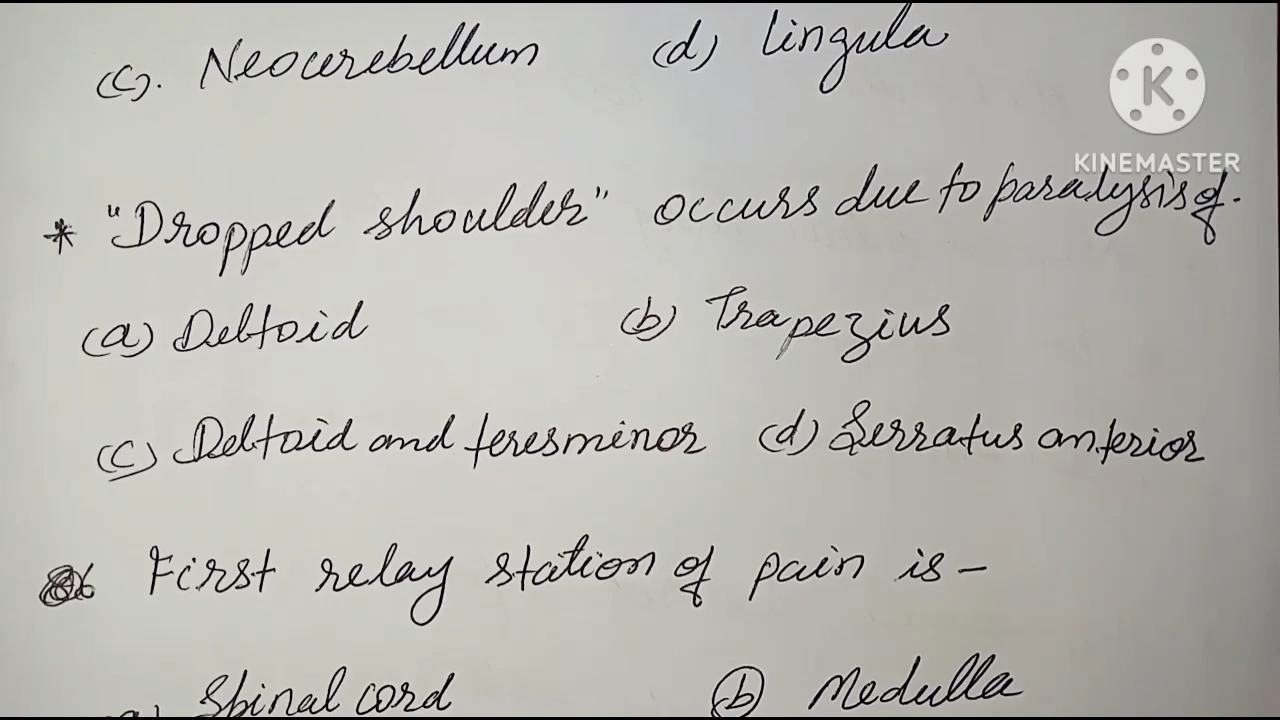 (c). Neocerebellum (d) lingula
K
KINEMASTER
* "Dropped shoulder" occurs due to paralysis of.
(a) Deltoid (b) Trapezius
(c) Deltoid and teresminor (d) Serratus anterior
First relay station of pain is –
(a) Spinal cord (b) Medulla